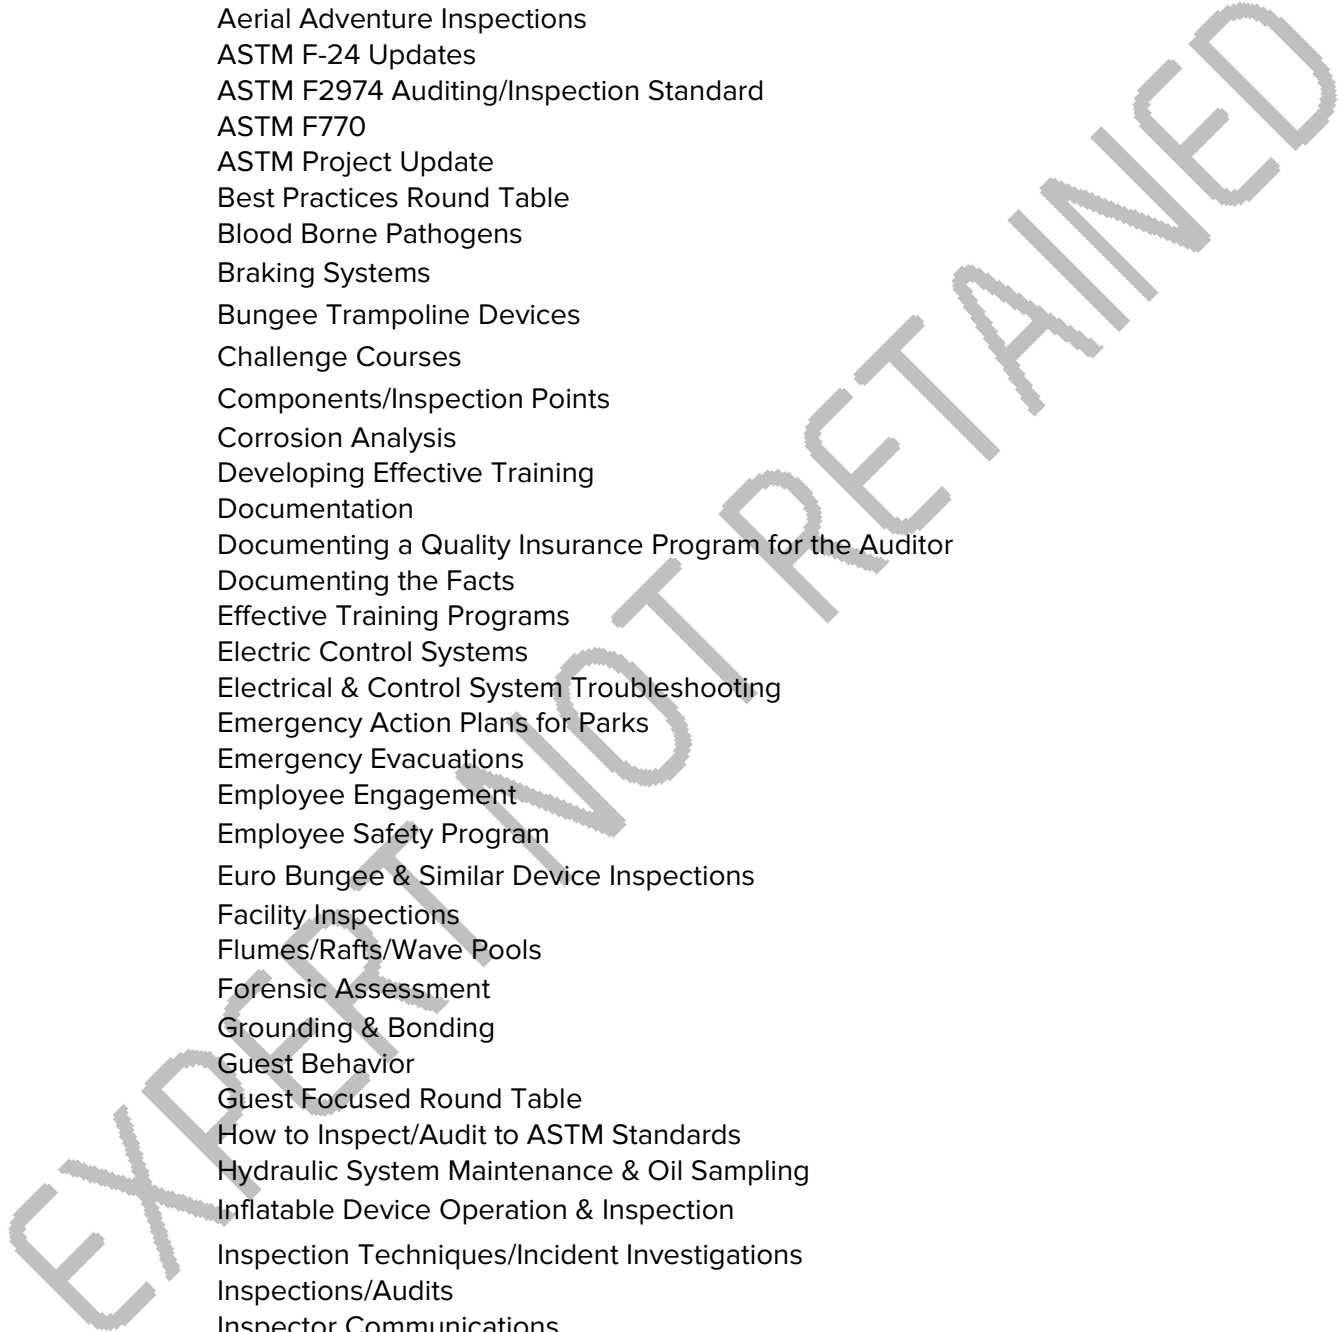 Aerial Adventure Inspections
ASTM F-24 Updates
ASTM F2974 Auditing/Inspection Standard
ASTM F770
ASTM Project Update
Best Practices Round Table
Blood Borne Pathogens
Braking Systems
Bungee Trampoline Devices
Challenge Courses
Components/Inspection Points
Corrosion Analysis
Developing Effective Training
Documentation
Documenting a Quality Insurance Program for the Auditor
Documenting the Facts
Effective Training Programs
Electric Control Systems
Electrical & Control System Troubleshooting
Emergency Action Plans for Parks
Emergency Evacuations
Employee Engagement
Employee Safety Program
Euro Bungee & Similar Device Inspections
Facility Inspections
Flumes/Rafts/Wave Pools
Forensic Assessment
Grounding & Bonding
Guest Behavior
Guest Focused Round Table
How to Inspect/Audit to ASTM Standards
Hydraulic System Maintenance & Oil Sampling
Inflatable Device Operation & Inspection
Inspection Techniques/Incident Investigations
Inspections/Audits
Inspector Communications
EXPERT NOT RETAINED